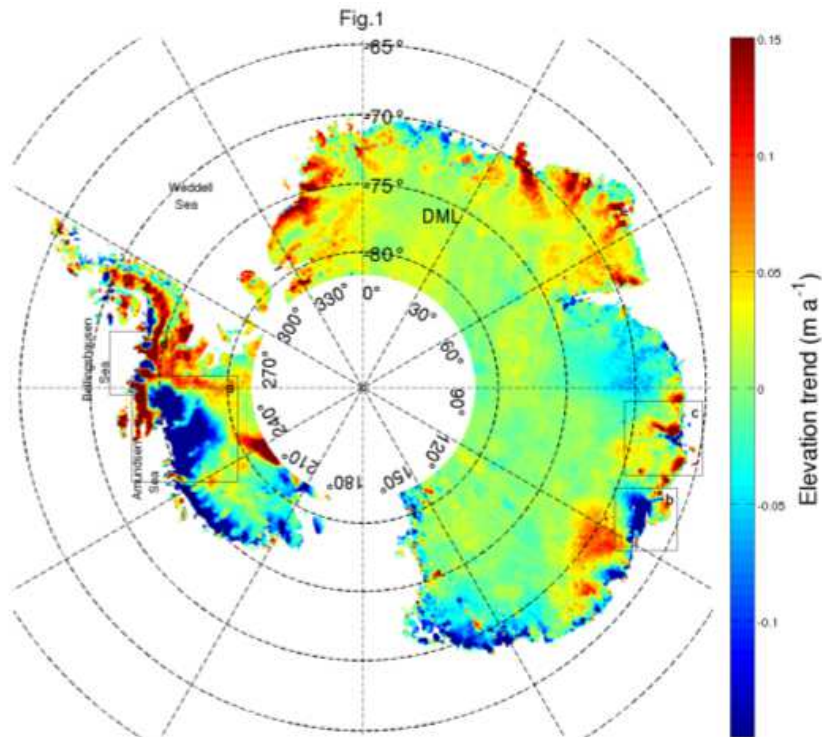 Fig.1
-65°
-70°
-75°
-80°
Weddell
Sea
DML
Bellingshausen
Sea
Amundsen
Sea
0°
30°
60°
90°
120°
150°
180°
210°
240°
270°
300°
330°
a
c
b
0.15
0.1
0.05
0
-0.05
-0.1
Elevation trend (m a⁻¹)